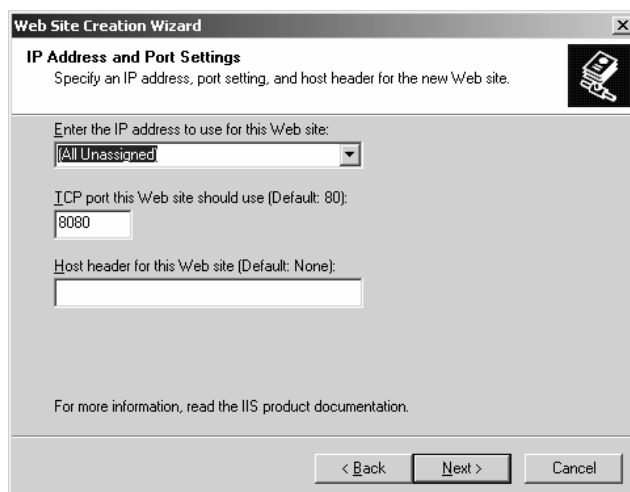 Web Site Creation Wizard
IP Address and Port Settings
Specify an IP address, port setting, and host header for the new Web site.
Enter the IP address to use for this Web site:
(All Unassigned)
TCP port this Web site should use (Default: 80):
8080
Host header for this Web site (Default: None):
For more information, read the IIS product documentation.
< Back Next > Cancel